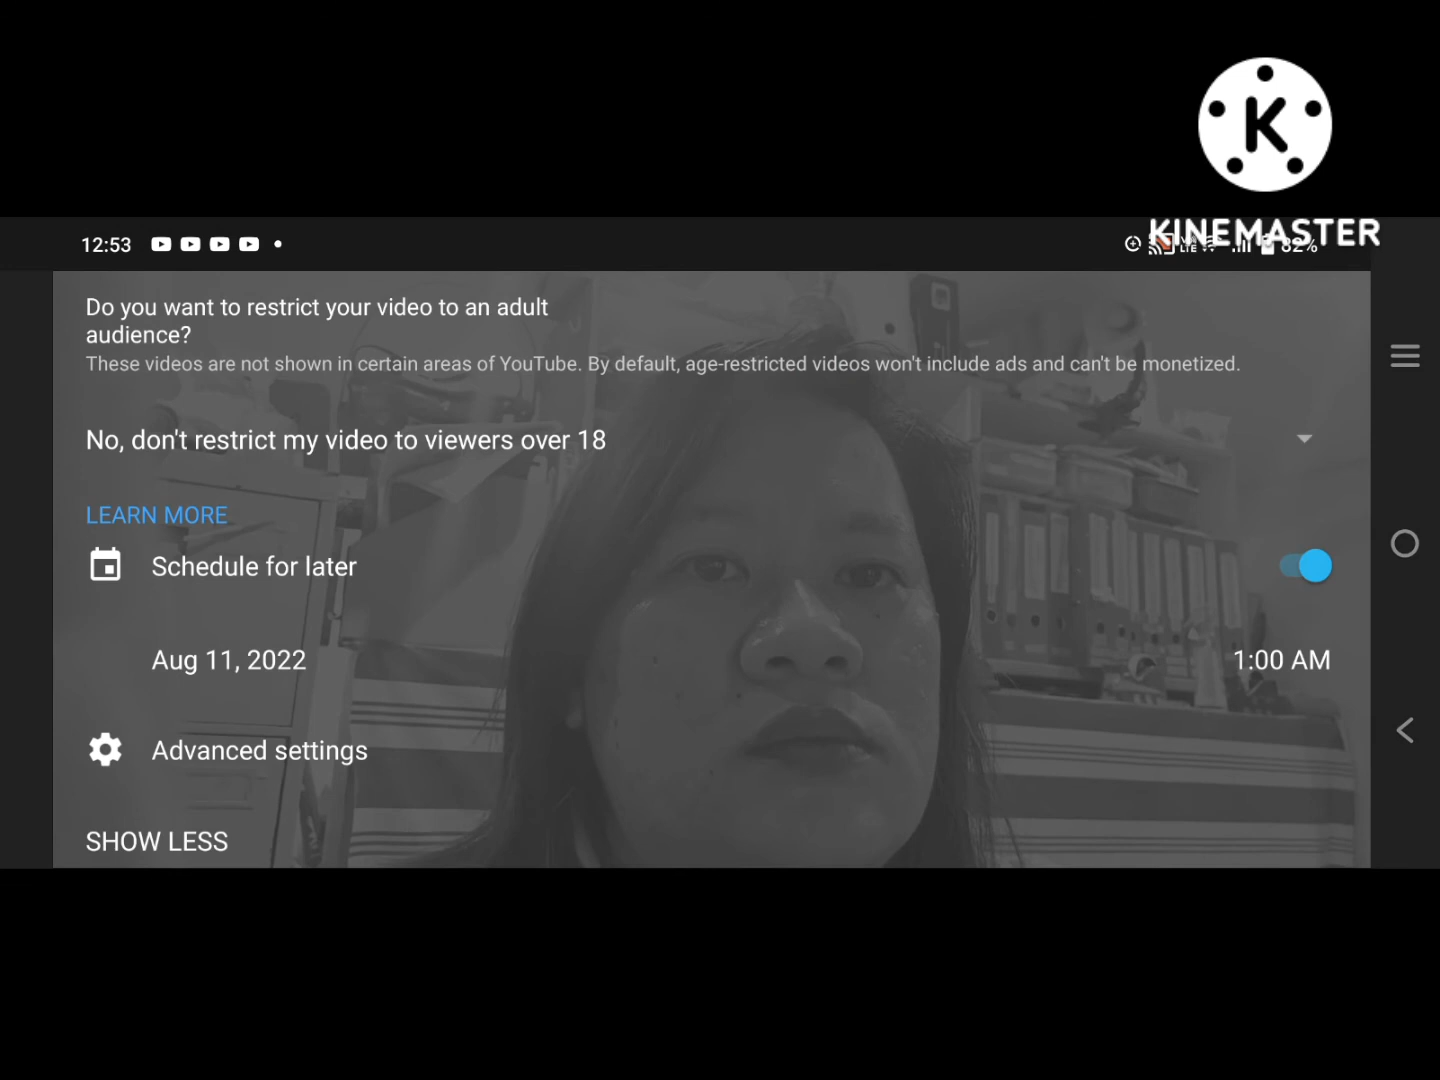 K
KINEMASTER
12:53
LTE 82%
Do you want to restrict your video to an adult
audience?
These videos are not shown in certain areas of YouTube. By default, age-restricted videos won't include ads and can't be monetized.
No, don't restrict my video to viewers over 18
LEARN MORE
Schedule for later
Aug 11, 2022 1:00 AM
Advanced settings
SHOW LESS